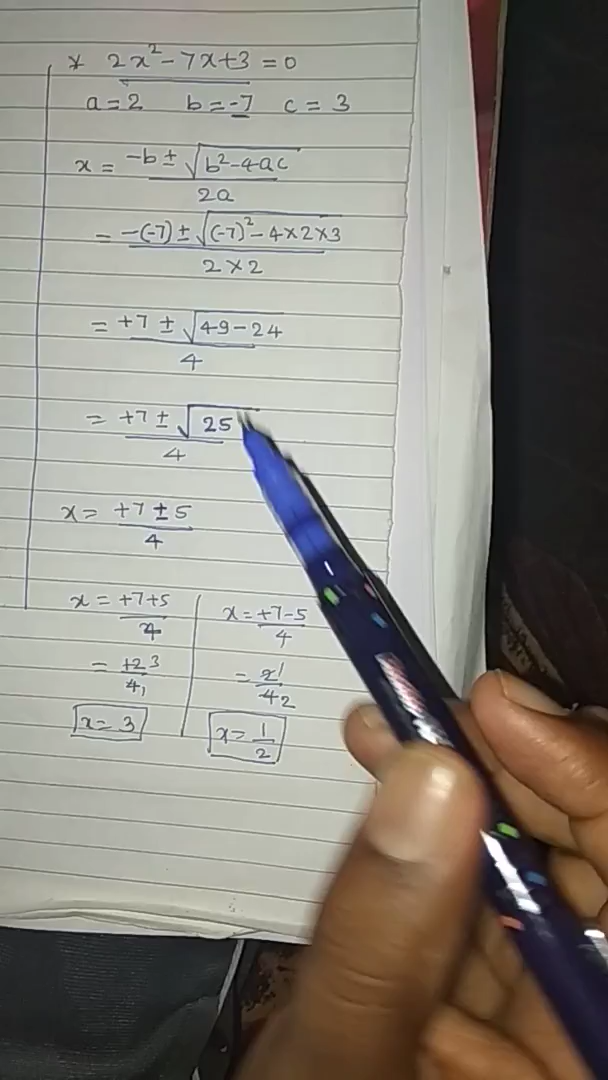 * 2x² - 7x + 3 = 0
a = 2 b = -7 c = 3
x = -b ± √b² - 4ac
2a
= -(-7) ± √(-7)² - 4 × 2 × 3
2 × 2
= +7 ± √49 - 24
4
= +7 ± √25
4
x = +7 ± 5
4
x = +7+5
4
= 12 3
4 1
x = 3
x = +7-5
4
= 2 1
4 2
x = 1
2